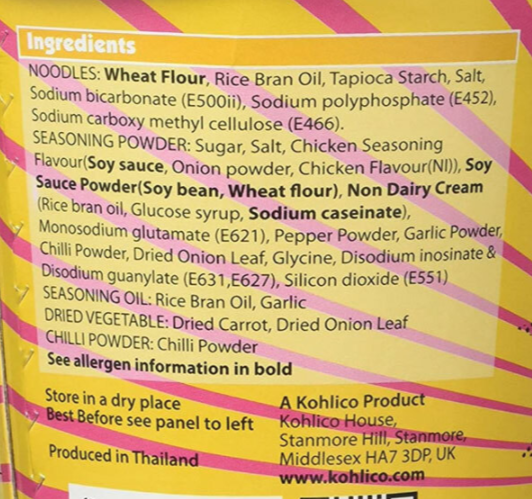 Ingredients
NOODLES: Wheat Flour, Rice Bran Oil, Tapioca Starch, Salt,
Sodium bicarbonate (E500ii), Sodium polyphosphate (E452),
Sodium carboxy methyl cellulose (E466).
SEASONING POWDER: Sugar, Salt, Chicken Seasoning
Flavour(Soy sauce, Onion powder, Chicken Flavour(NI)), Soy
Sauce Powder(Soy bean, Wheat flour), Non Dairy Cream
(Rice bran oil, Glucose syrup, Sodium caseinate),
Monosodium glutamate (E621), Pepper Powder, Garlic Powder,
Chilli Powder, Dried Onion Leaf, Glycine, Disodium inosinate &
Disodium guanylate (E631,E627), Silicon dioxide (E551)
SEASONING OIL: Rice Bran Oil, Garlic
DRIED VEGETABLE: Dried Carrot, Dried Onion Leaf
CHILLI POWDER: Chilli Powder
See allergen information in bold
Store in a dry place
Best Before see panel to left
Produced in Thailand
A Kohlico Product
Kohlico House,
Stanmore Hill, Stanmore,
Middlesex HA7 3DP, UK
www.kohlico.com